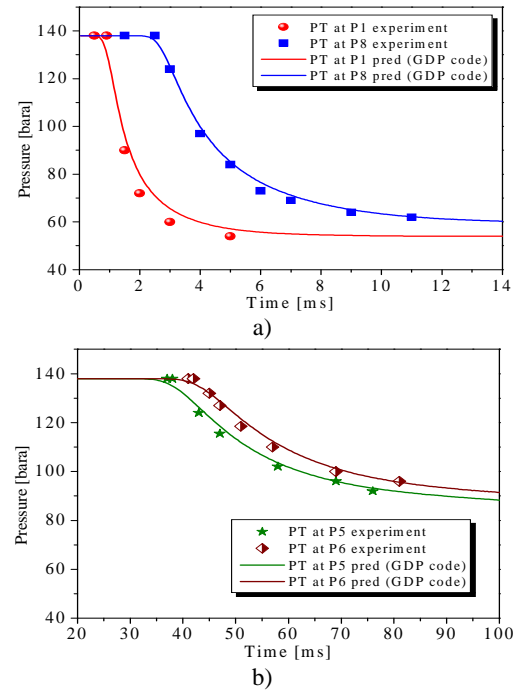 a)
140
120
100
80
60
40
Pressure [bara]
PT at P1 experiment
PT at P8 experiment
PT at P1 pred (GDP code)
PT at P8 pred (GDP code)
0 2 4 6 8 10 12 14
Time [ms]
a)
140
120
100
80
60
40
Pressure [bara]
PT at P5 experiment
PT at P6 experiment
PT at P5 pred (GDP code)
PT at P6 pred (GDP code)
20 30 40 50 60 70 80 90 100
Time [ms]
b)